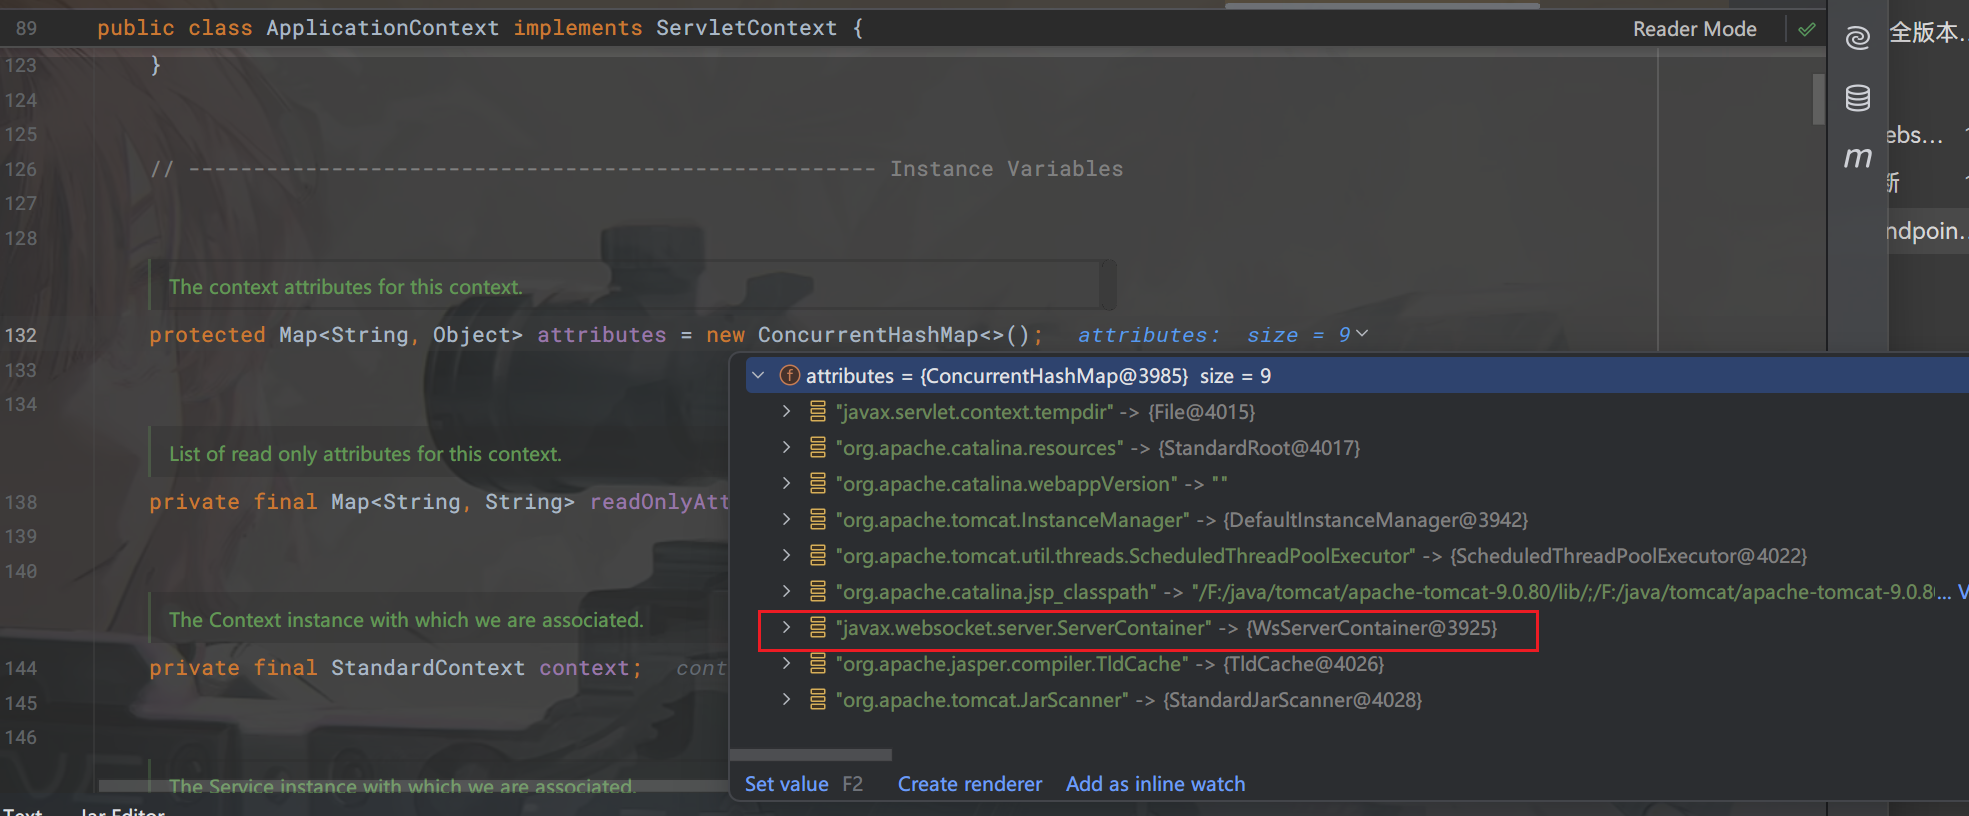 89 public class ApplicationContext implements ServletContext {
Reader Mode
全版本...
123 }
124
125
ebs...
126 // ----------------------------------------------------- Instance Variables
m
127
新
128
ndpoin...
The context attributes for this context.
132 protected Map<String, Object> attributes = new ConcurrentHashMap<>(); attributes: size = 9
133
134
attributes = {ConcurrentHashMap@3985} size = 9
"javax.servlet.context.tempdir" -> {File@4015}
"org.apache.catalina.resources" -> {StandardRoot@4017}
"org.apache.catalina.webappVersion" -> ""
"org.apache.tomcat.InstanceManager" -> {DefaultInstanceManager@3942}
"org.apache.tomcat.util.threads.ScheduledThreadPoolExecutor" -> {ScheduledThreadPoolExecutor@4022}
"org.apache.catalina.jsp_classpath" -> "/F:/java/tomcat/apache-tomcat-9.0.80/lib/;/F:/java/tomcat/apache-tomcat-9.0.8... V
"javax.websocket.server.ServerContainer" -> {WsServerContainer@3925}
"org.apache.jasper.compiler.TldCache" -> {TldCache@4026}
"org.apache.tomcat.JarScanner" -> {StandardJarScanner@4028}
Set value F2 Create renderer Add as inline watch
List of read only attributes for this context.
138 private final Map<String, String> readOnlyAtt
139
140
The Context instance with which we are associated.
144 private final StandardContext context; cont
145
146
The Service instance with which we are associated.
Text Jar Editor